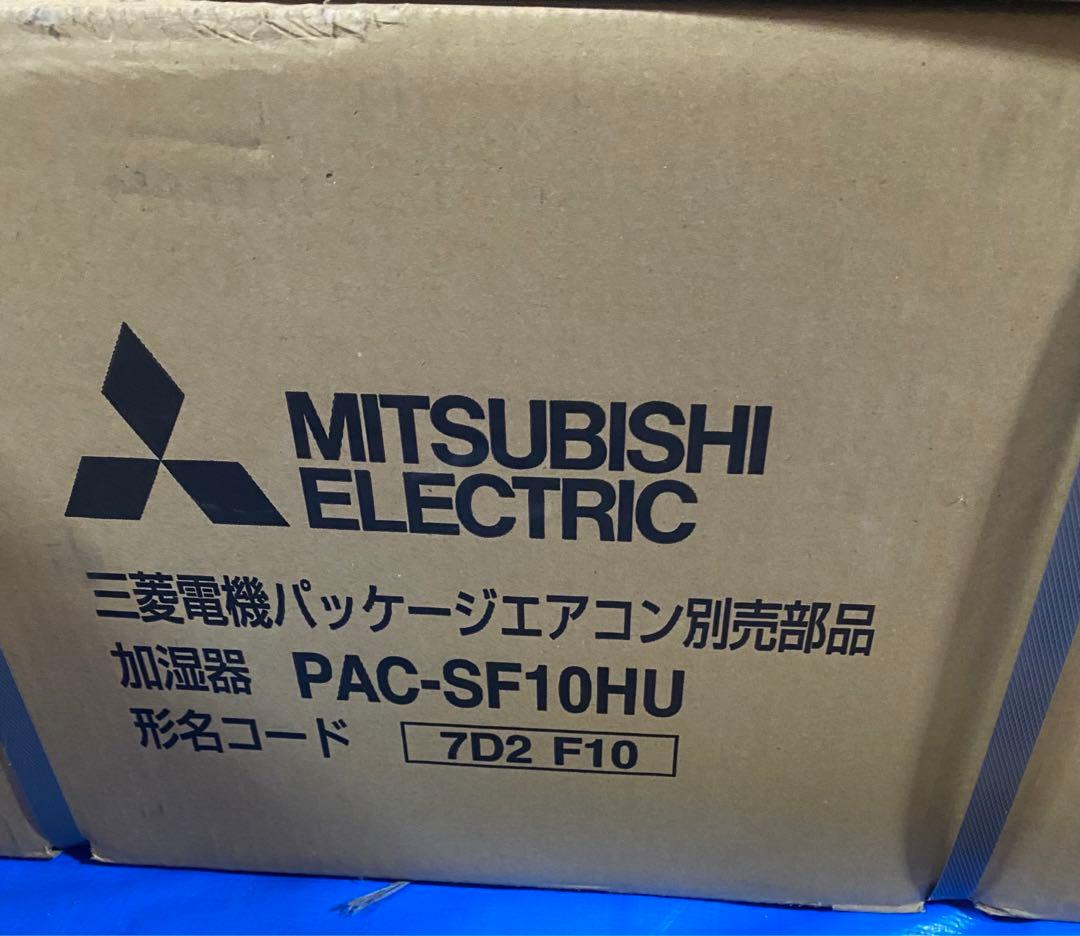 MITSUBISHI
ELECTRIC
三菱電機パッケージエアコン別売部品
加湿器 PAC-SF10HU
形名コード 7D2 F10